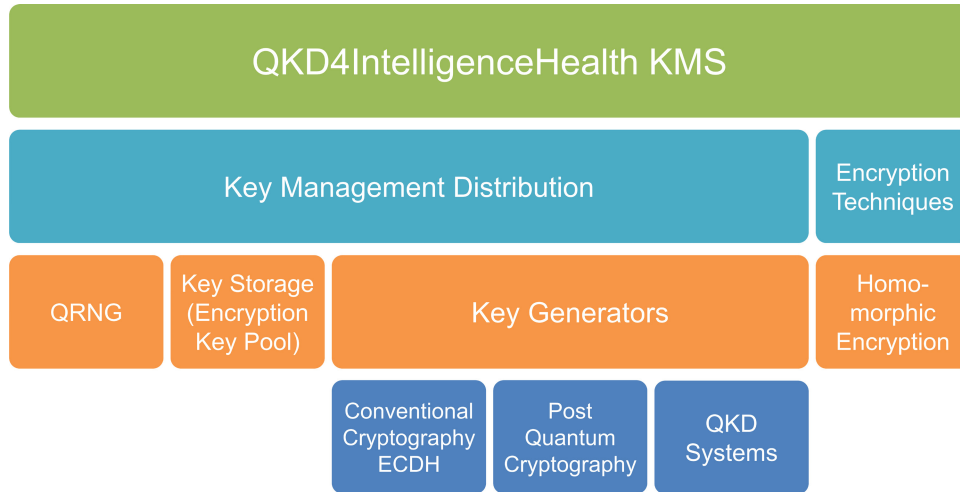 QKD4IntelligenceHealth KMS
Key Management Distribution
Encryption
Techniques
QRNG
Key Storage
(Encryption
Key Pool)
Key Generators
Homo-
morphic
Encryption
Conventional
Cryptography
ECDH
Post
Quantum
Cryptography
QKD
Systems